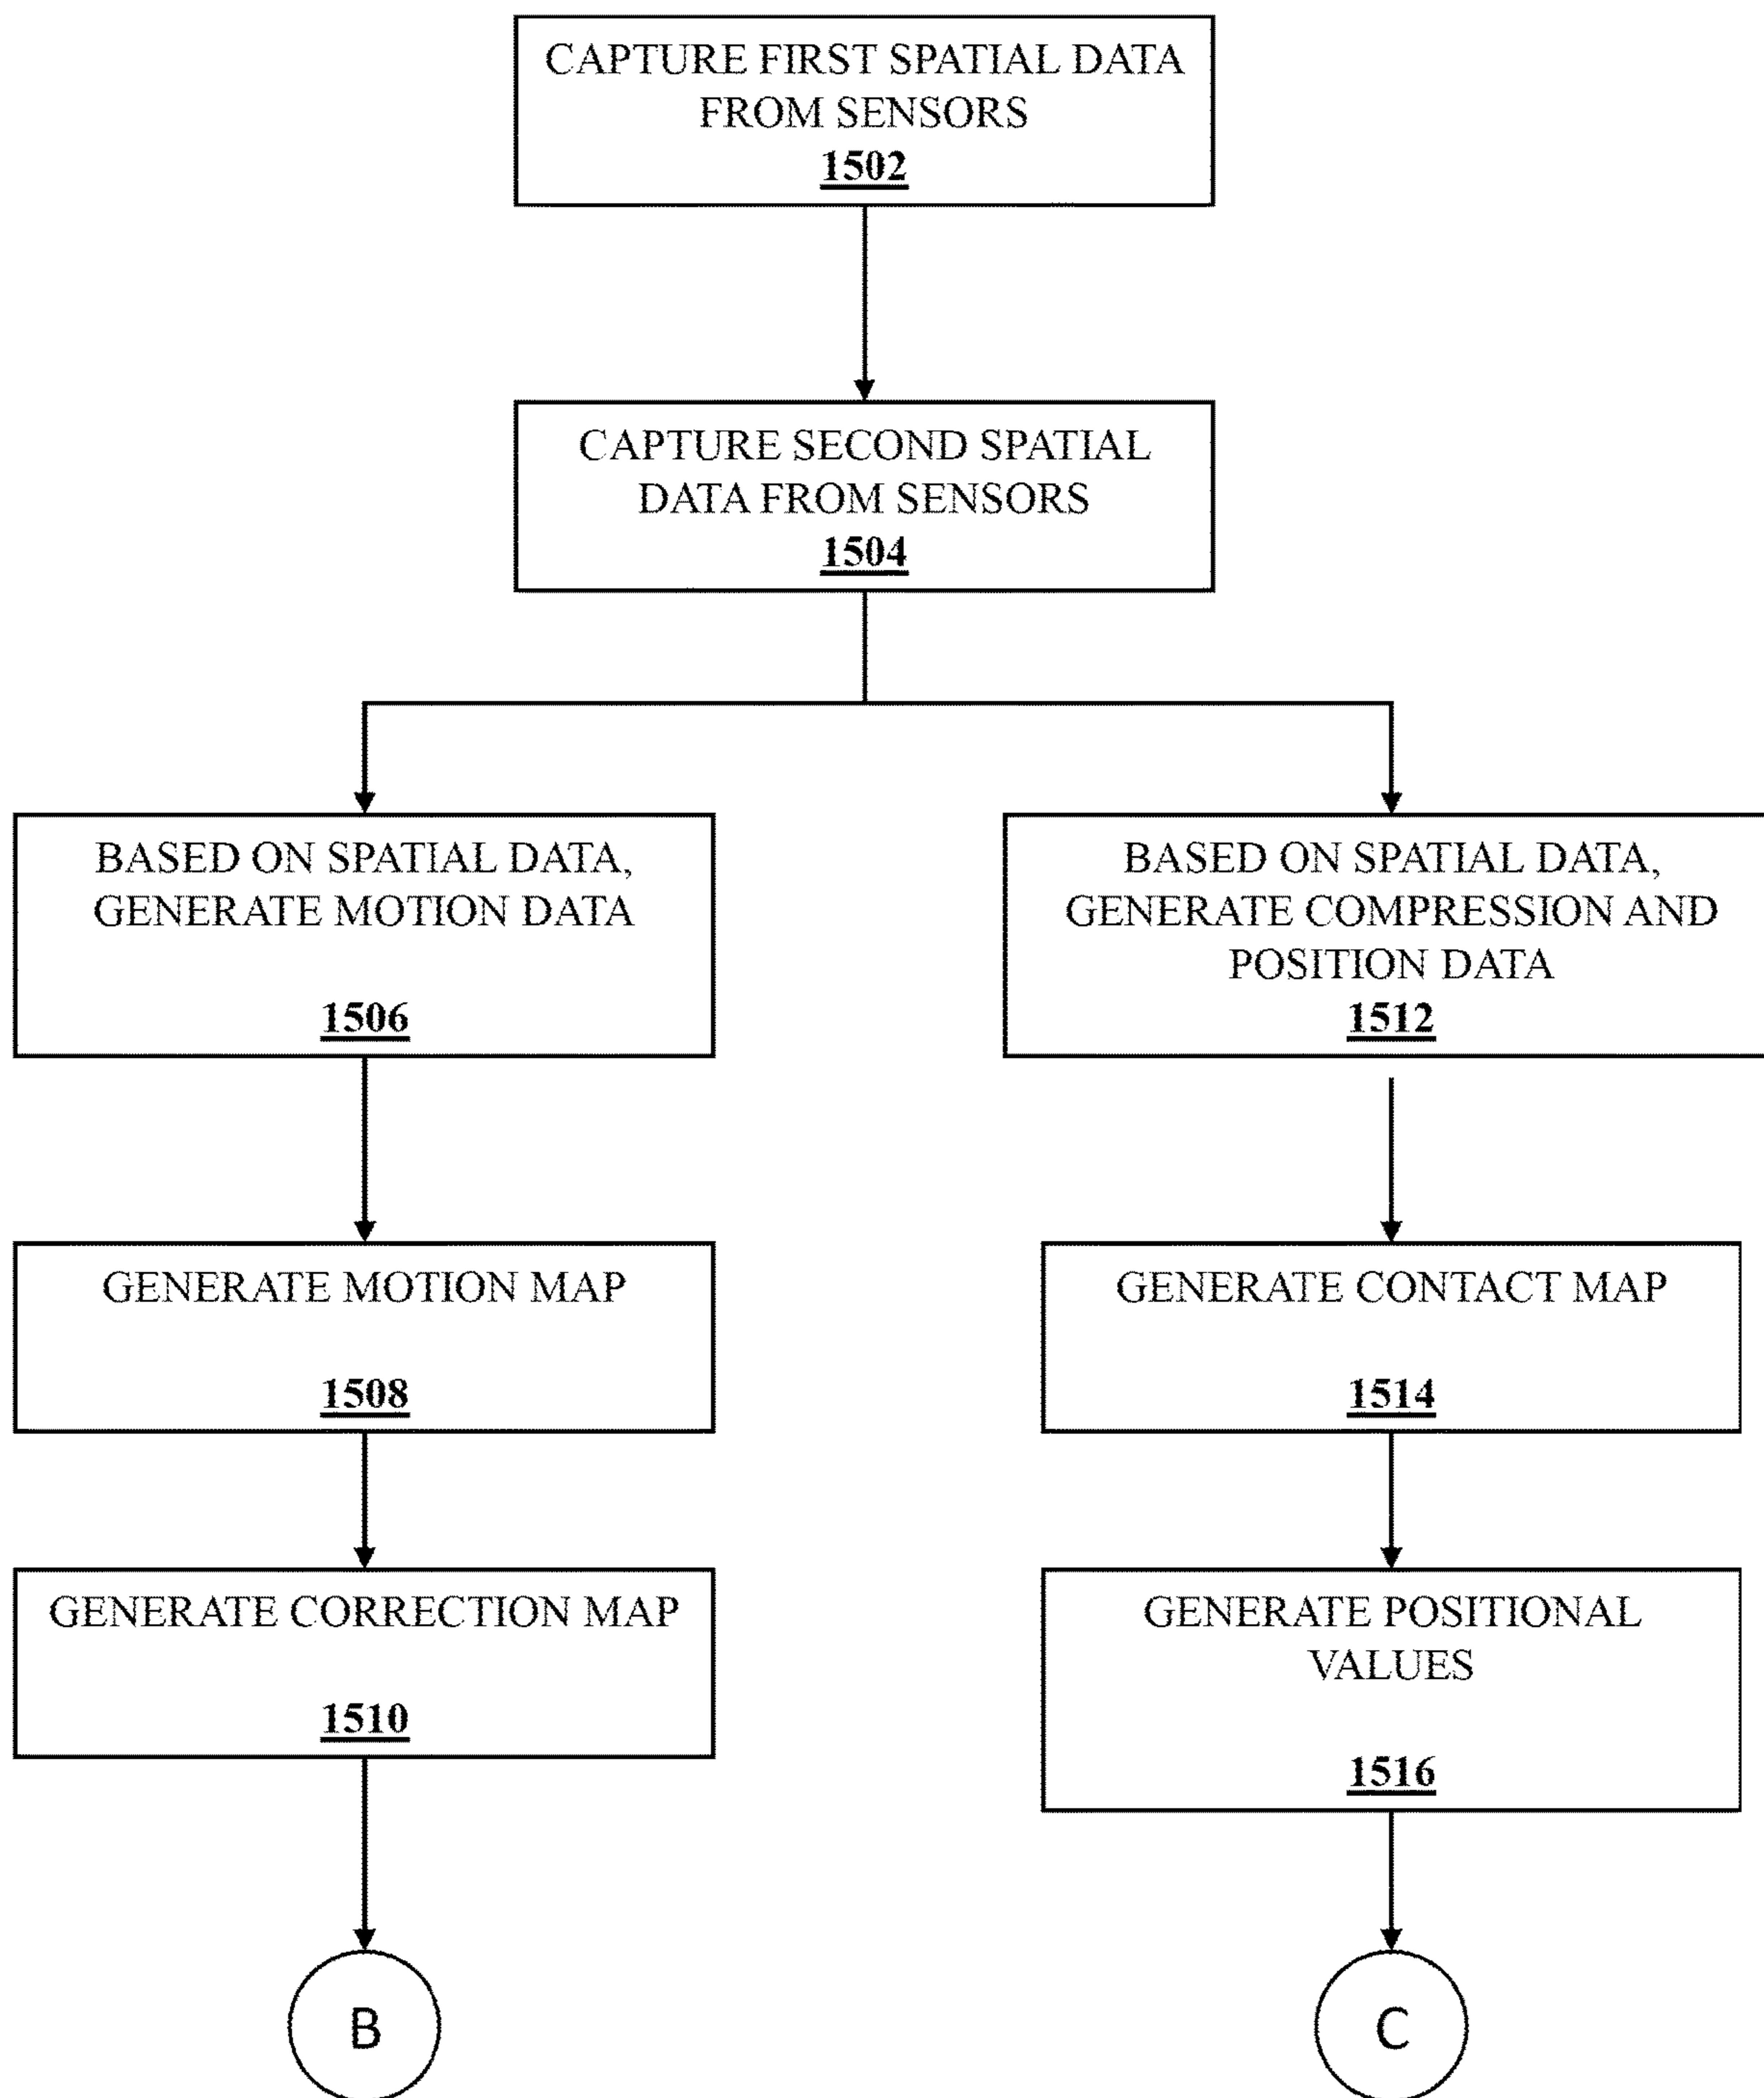 CAPTURE FIRST SPATIAL DATA
FROM SENSORS
1502
CAPTURE SECOND SPATIAL
DATA FROM SENSORS
1504
BASED ON SPATIAL DATA,
GENERATE MOTION DATA
1506
GENERATE MOTION MAP
1508
GENERATE CORRECTION MAP
1510
B
BASED ON SPATIAL DATA,
GENERATE COMPRESSION AND
POSITION DATA
1512
GENERATE CONTACT MAP
1514
GENERATE POSITIONAL
VALUES
1516
C